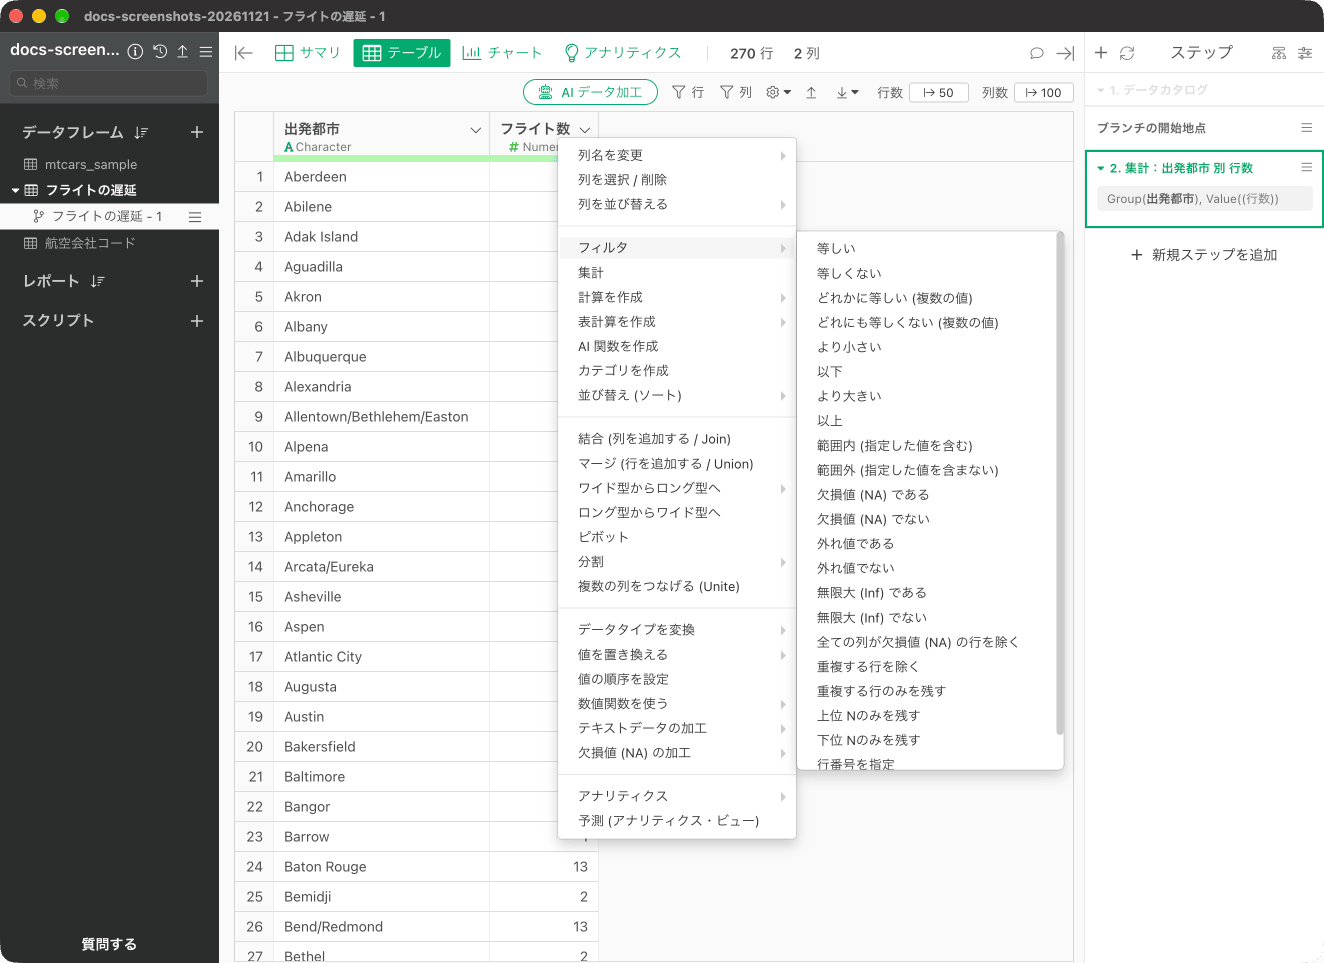 docs-screenshots-20261121 - フライトの遅延 - 1
docs-screen...
検索
データフレーム
mtcars_sample
フライトの遅延
フライトの遅延 - 1
航空会社コード
レポート
スクリプト
質問する
サマリ
テーブル
チャート
アナリティクス
270 行
2 列
AI データ加工
行
列
行数
50
列数
100
出発都市
Character
フライト数
Numer
1 Aberdeen
2 Abilene
3 Adak Island
4 Aguadilla
5 Akron
6 Albany
7 Albuquerque
8 Alexandria
9 Allentown/Bethlehem/Easton
10 Alpena
11 Amarillo
12 Anchorage
13 Appleton
14 Arcata/Eureka
15 Asheville
16 Aspen
17 Atlantic City
18 Augusta
19 Austin
20 Bakersfield
21 Baltimore
22 Bangor
23 Barrow
24 Baton Rouge 13
25 Bemidji 2
26 Bend/Redmond 13
27 Bethel 2
列名を変更
列を選択 / 削除
列を並び替える
フィルタ
集計
計算を作成
表計算を作成
AI 関数を作成
カテゴリを作成
並び替え (ソート)
結合 (列を追加する / Join)
マージ (行を追加する / Union)
ワイド型からロング型へ
ロング型からワイド型へ
ピボット
分割
複数の列をつなげる (Unite)
データタイプを変換
値を置き換える
値の順序を設定
数値関数を使う
テキストデータの加工
欠損値 (NA) の加工
アナリティクス
予測 (アナリティクス・ビュー)
等しい
等しくない
どれかに等しい (複数の値)
どれにも等しくない (複数の値)
より小さい
以下
より大きい
以上
範囲内 (指定した値を含む)
範囲外 (指定した値を含まない)
欠損値 (NA) である
欠損値 (NA) でない
外れ値である
外れ値でない
無限大 (Inf) である
無限大 (Inf) でない
全ての列が欠損値 (NA) の行を除く
重複する行を除く
重複する行のみを残す
上位 Nのみを残す
下位 Nのみを残す
行番号を指定
ステップ
1. データカタログ
ブランチの開始地点
2. 集計：出発都市 別 行数
Group(出発都市), Value((行数))
新規ステップを追加